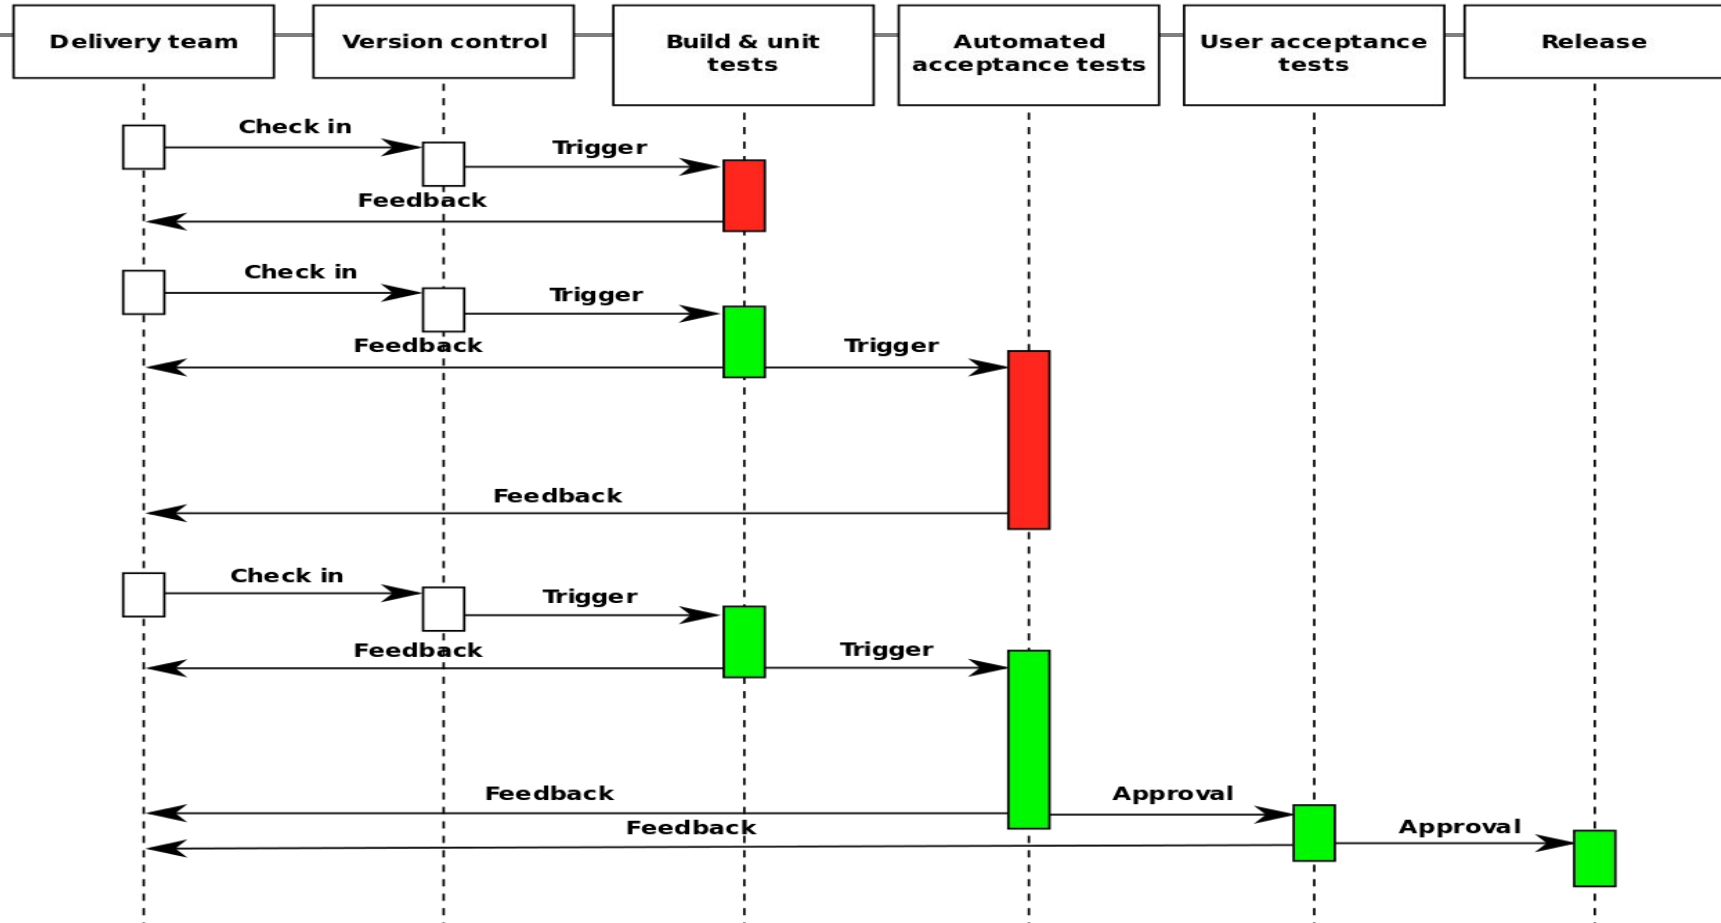 Delivery team
Version control
Build & unit
tests
Automated
acceptance tests
User acceptance
tests
Release
Check in
Trigger
Feedback
Check in
Trigger
Feedback
Trigger
Feedback
Check in
Trigger
Feedback
Trigger
Feedback
Approval
Feedback
Approval